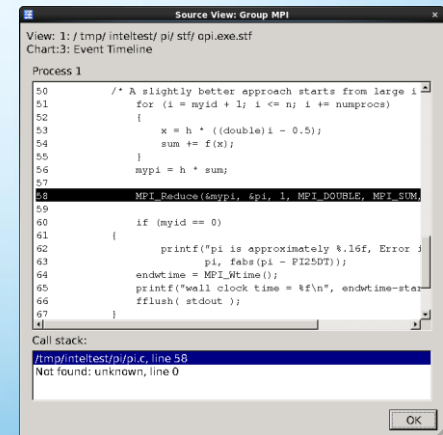 Source View: Group MPI
View: 1: / tmp/ inteltest/ pi/ stf/ opi.exe.stf
Chart:3: Event Timeline
Process 1
50 /* A slightly better approach starts from large i
51 for (i = myid + 1; i <= n; i += numprocs)
52 {
53 x = h * ((double)i - 0.5);
54 sum += f(x);
55 }
56 mypi = h * sum;
57
58 MPI_Reduce(&mypi, &pi, 1, MPI_DOUBLE, MPI_SUM,
59
60 if (myid == 0)
61 {
62 printf("pi is approximately %.16f, Error i
63 pi, fabs(pi - PI25DT));
64 endwtime = MPI_Wtime();
65 printf("wall clock time = %f\n", endwtime-star
66 fflush( stdout );
67 }
Call stack:
/tmp/inteltest/pi/pi.c, line 58
Not found: unknown, line 0
OK